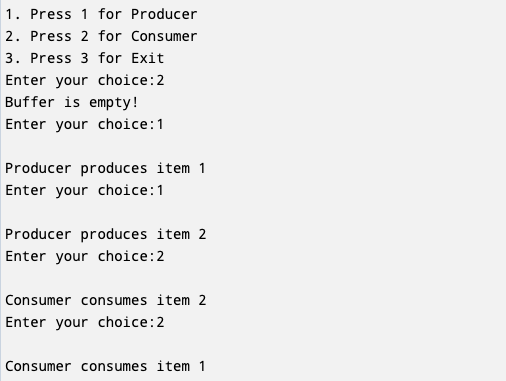 1. Press 1 for Producer
2. Press 2 for Consumer
3. Press 3 for Exit
Enter your choice:2
Buffer is empty!
Enter your choice:1
Producer produces item 1
Enter your choice:1
Producer produces item 2
Enter your choice:2
Consumer consumes item 2
Enter your choice:2
Consumer consumes item 1